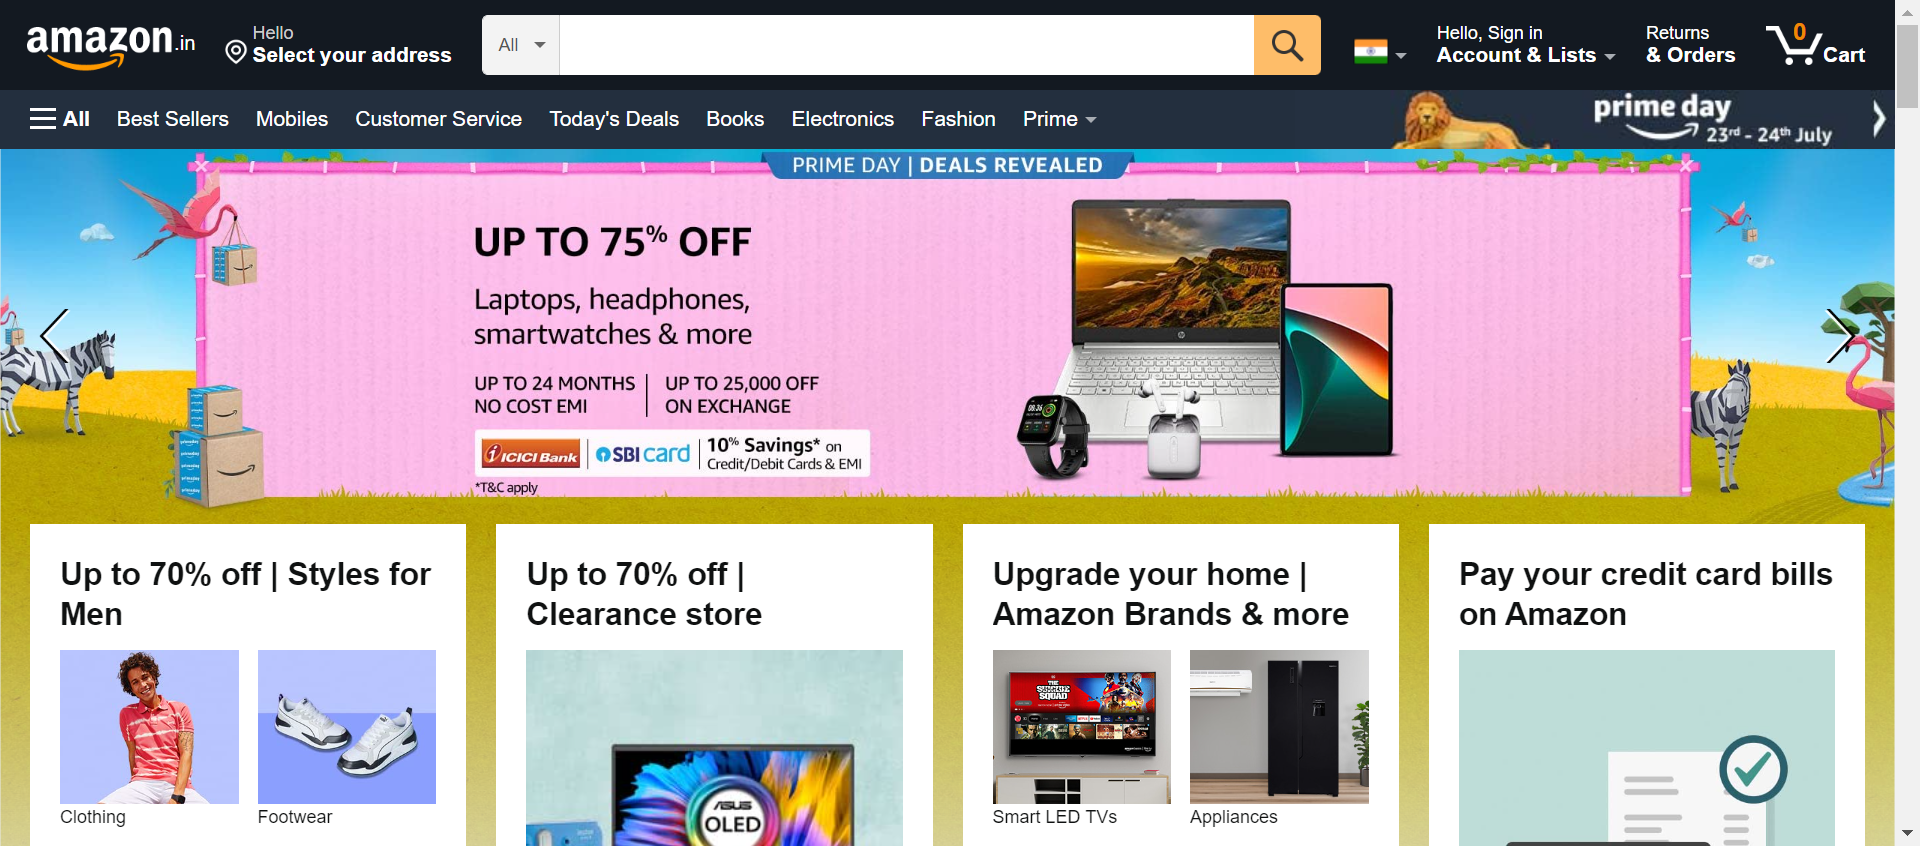 amazon.in
Hello
Select your address
All
Hello, Sign in
Account & Lists
Returns
& Orders
0
Cart
All
Best Sellers
Mobiles
Customer Service
Today's Deals
Books
Electronics
Fashion
Prime
prime day
23rd - 24th July
PRIME DAY | DEALS REVEALED
UP TO 75% OFF
Laptops, headphones,
smartwatches & more
UP TO 24 MONTHS
NO COST EMI
UP TO 25,000 OFF
ON EXCHANGE
ICICI Bank
SBI card
10% Savings* on
Credit/Debit Cards & EMI
*T&C apply
Up to 70% off | Styles for
Men
Clothing
Footwear
Up to 70% off |
Clearance store
ASUS
OLED
Upgrade your home |
Amazon Brands & more
THE
SUICIDE
SQUAD
Smart LED TVs
Appliances
Pay your credit card bills
on Amazon